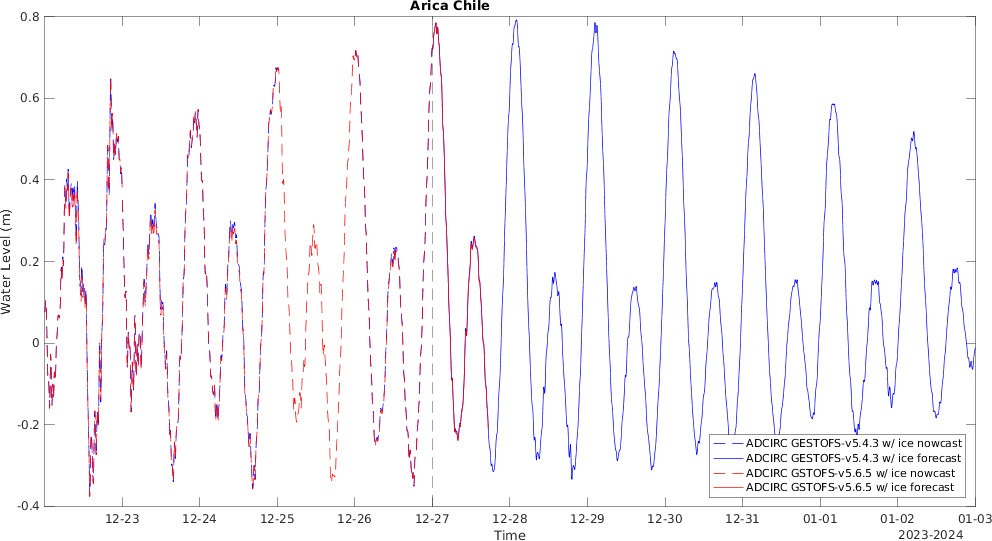 Arica Chile
0.8
0.6
0.4
0.2
0
-0.2
-0.4
Water Level (m)
ADCIRC GESTOFS-v5.4.3 w/ ice nowcast
ADCIRC GESTOFS-v5.4.3 w/ ice forecast
ADCIRC GSTOFS-v5.6.5 w/ ice nowcast
ADCIRC GSTOFS-v5.6.5 w/ ice forecast
12-23 12-24 12-25 12-26 12-27 12-28 12-29 12-30 12-31 01-01 01-02 01-03
Time
2023-2024